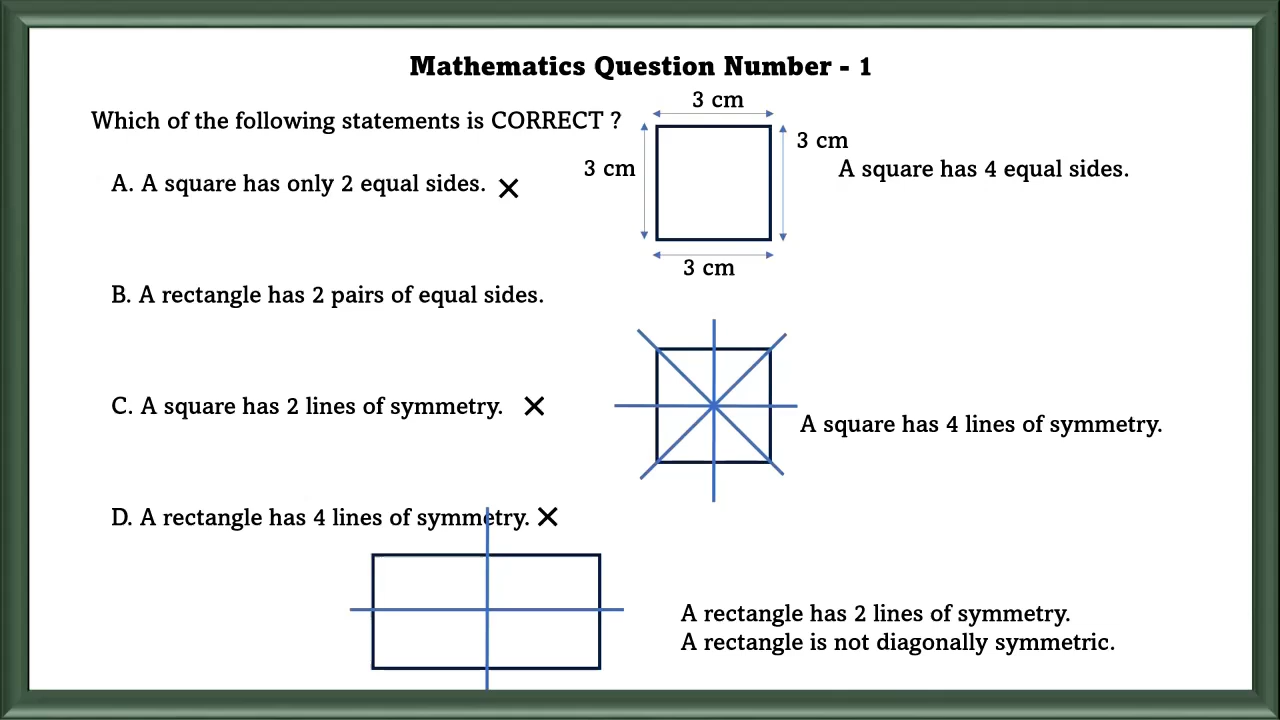 Mathematics Question Number - 1
Which of the following statements is CORRECT ?
3 cm
3 cm
3 cm
3 cm
A square has 4 equal sides.
A. A square has only 2 equal sides. ✕
B. A rectangle has 2 pairs of equal sides.
C. A square has 2 lines of symmetry. ✕
A square has 4 lines of symmetry.
D. A rectangle has 4 lines of symmetry. ✕
A rectangle has 2 lines of symmetry.
A rectangle is not diagonally symmetric.